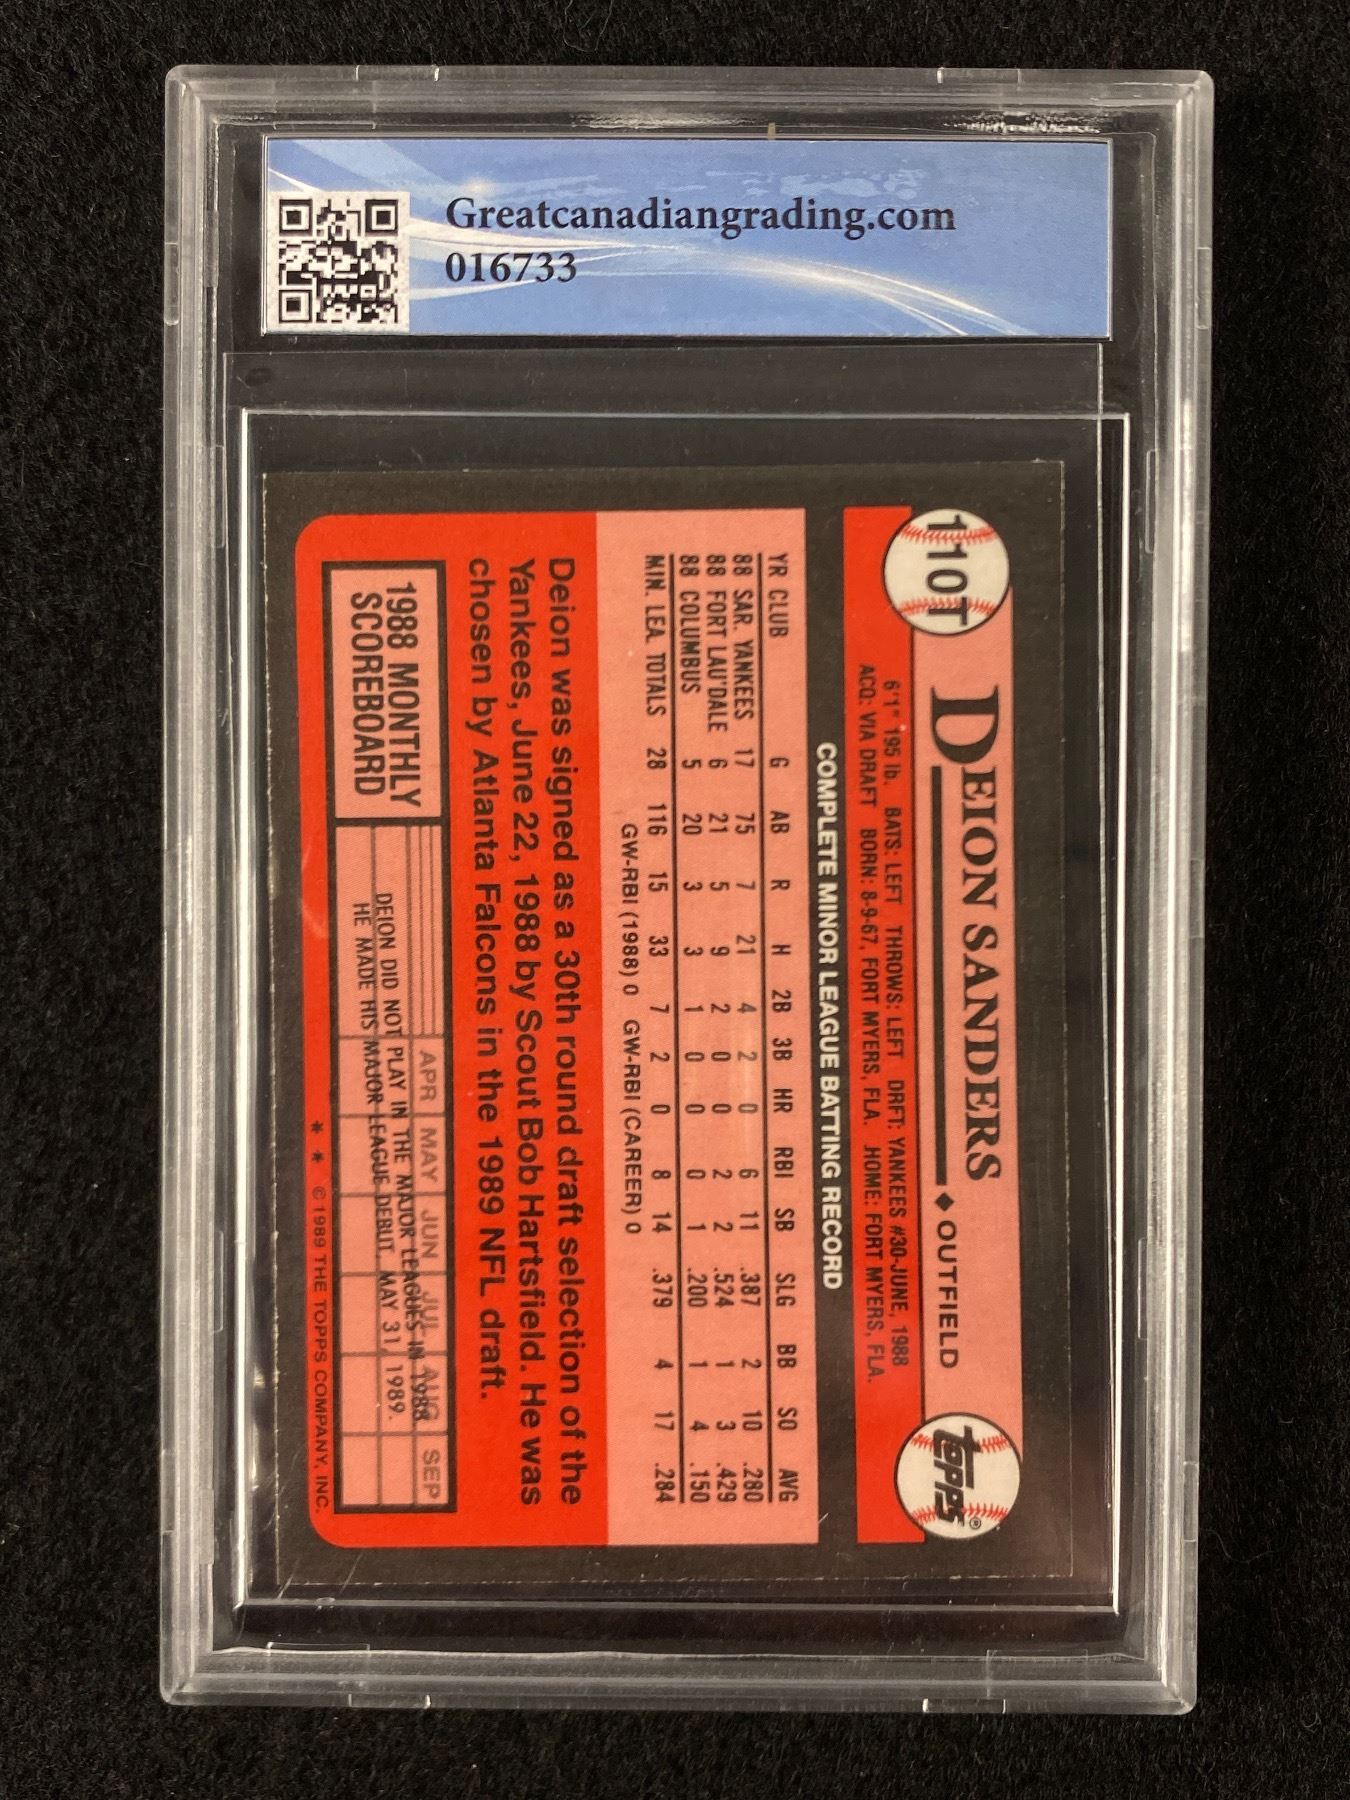 Greatcanadiangrading.com
016733
110T
DEION SANDERS ♦ OUTFIELD
topps®
6'1" 195 lb. BATS: LEFT THROWS: LEFT DRFT: YANKEES #30-JUNE, 1988
ACQ: VIA DRAFT BORN: 8-9-67, FORT MYERS, FLA. HOME: FORT MYERS, FLA.
COMPLETE MINOR LEAGUE BATTING RECORD
YR CLUB G AB R H 2B 3B HR RBI SB SLG BB SO AVG
88 SAR. YANKEES 17 75 7 21 4 2 0 6 11 .387 2 10 .280
88 FORT LAU'DALE 6 21 5 9 2 0 0 2 2 .524 1 3 .429
88 COLUMBUS 5 20 3 3 1 0 0 0 1 .200 1 4 .150
MIN. LEA. TOTALS 28 116 15 33 7 2 0 8 14 .379 4 17 .284
GW-RBI (1988) 0 GW-RBI (CAREER) 0
Deion was signed as a 30th round draft selection of the
Yankees, June 22, 1988 by Scout Bob Hartsfield. He was
chosen by Atlanta Falcons in the 1989 NFL draft.
1988 MONTHLY
SCOREBOARD
APR MAY JUN JUL AUG SEP
DEION DID NOT PLAY IN THE MAJOR LEAGUES IN 1988
HE MADE HIS MAJOR LEAGUE DEBUT, MAY 31, 1989.
* * © 1989 THE TOPPS COMPANY, INC.